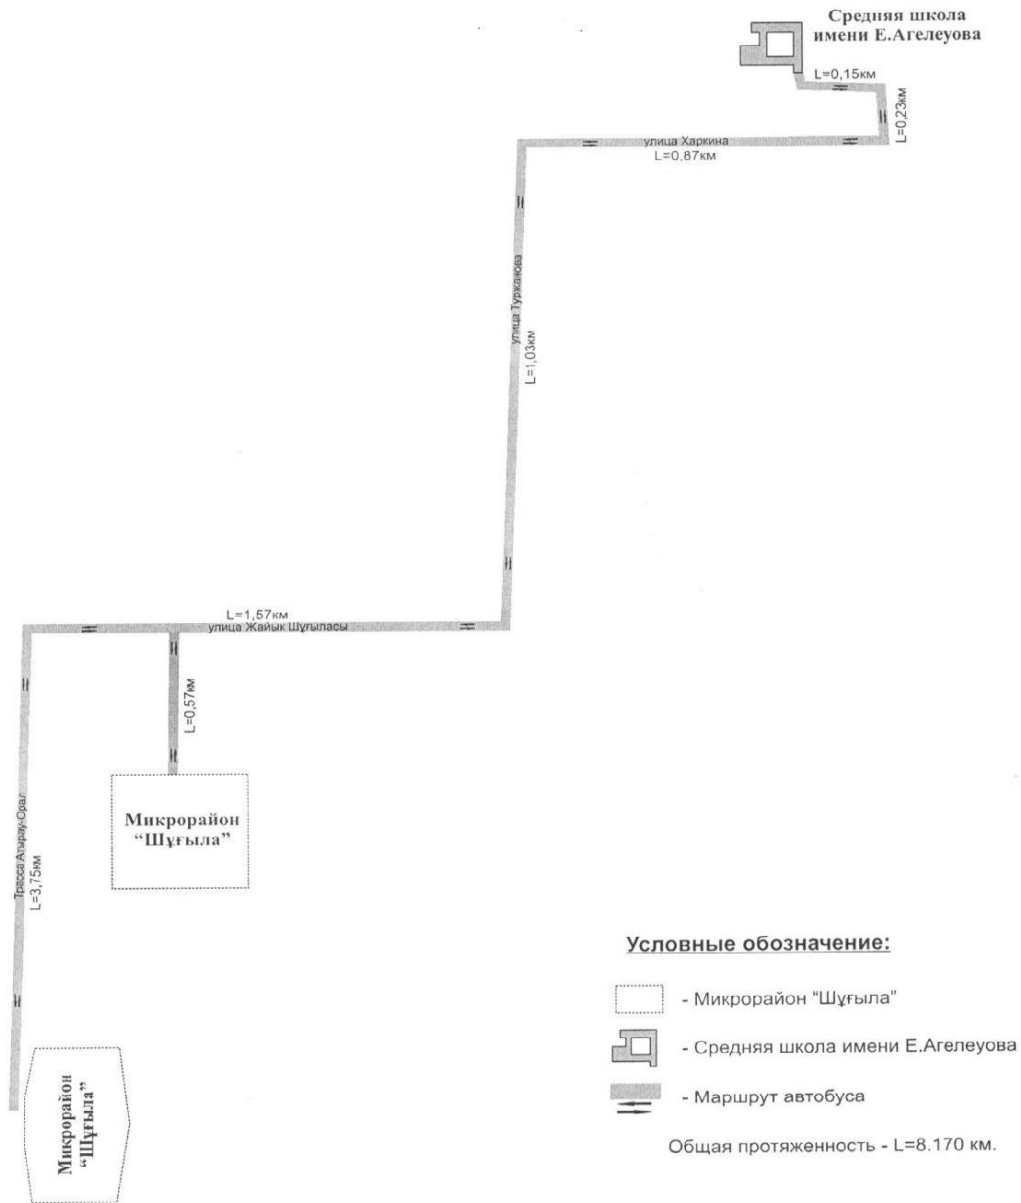 Средняя школа
имени Е.Агелеуова
L=0,15км
L=0,23км
улица Харкина
L=0,87км
улица Туржанова
L=1,03км
L=1,57км
улица Жайык Шұғыласы
L=0,57км
Микрорайон
“Шұғыла”
Трасса Атырау-Орал
L=3,75км
Микрорайон
“Шұғыла”
Условные обозначение:
- Микрорайон “Шұғыла”
- Средняя школа имени Е.Агелеуова
- Маршрут автобуса
Общая протяженность - L=8.170 км.